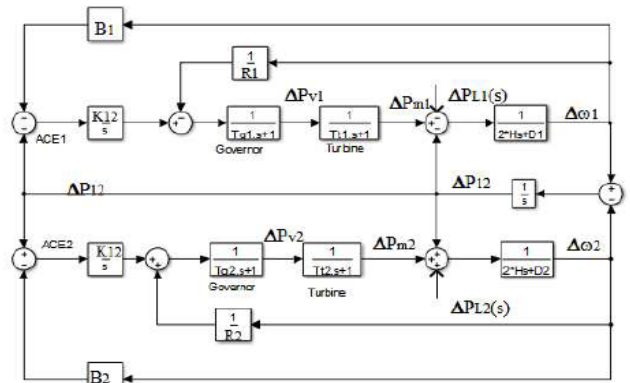 B1
1
R1
ΔPv1
ΔPm1
ΔPL1(s)
Δω1
K12
s
1
Tg1.s+1
1
Tt1.s+1
1
2*Hs+D1
ACE1
Governor
Turbine
ΔP12
ΔP12
1
s
ACE2
K12
s
ΔPv2
ΔPm2
Δω2
1
Tg2.s+1
1
Tt2.s+1
1
2*Hs+D2
Governor
Turbine
1
R2
ΔPL2(s)
B2